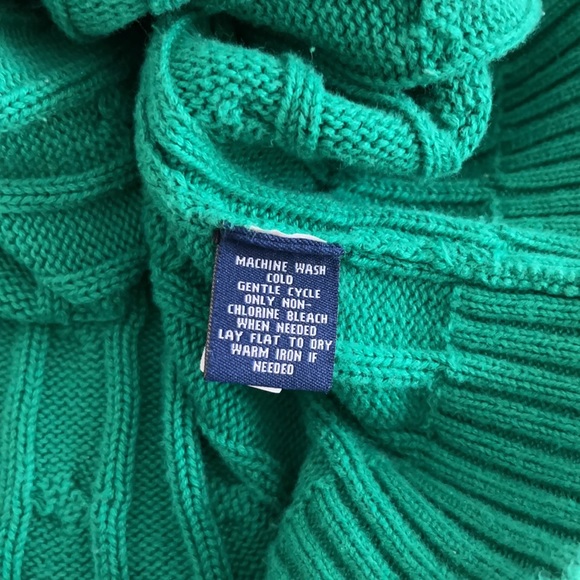 MACHINE WASH
COLD
GENTLE CYCLE
ONLY NON-
CHLORINE BLEACH
WHEN NEEDED
LAY FLAT TO DRY
WARM IRON IF
NEEDED